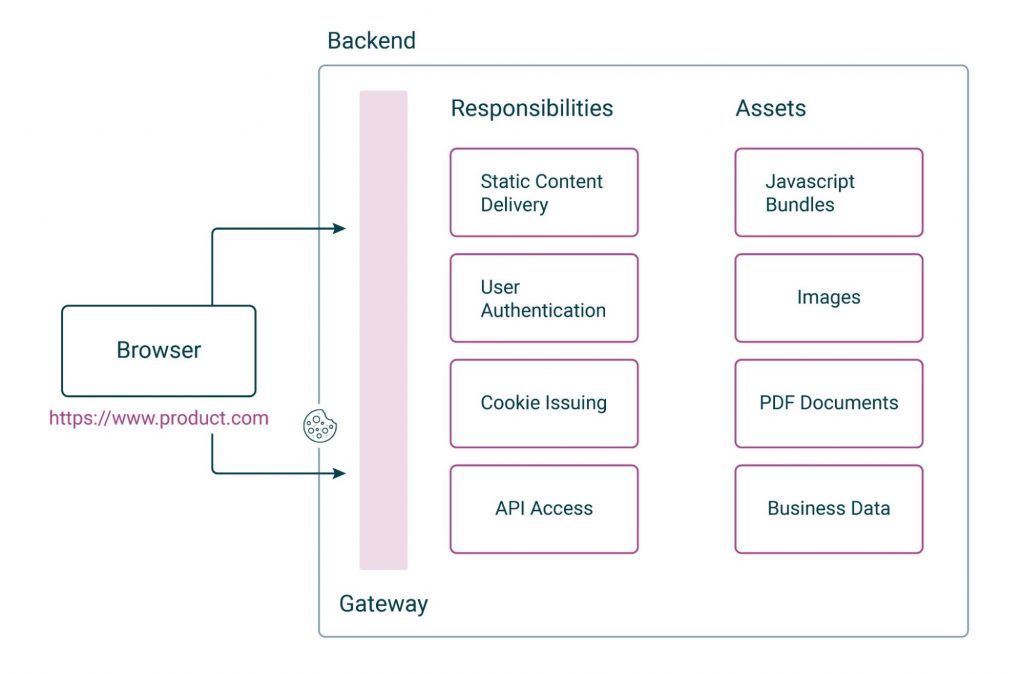 Backend
Responsibilities
Assets
Static Content
Delivery
Javascript
Bundles
User
Authentication
Images
Browser
https://www.product.com
Cookie Issuing
PDF Documents
API Access
Business Data
Gateway